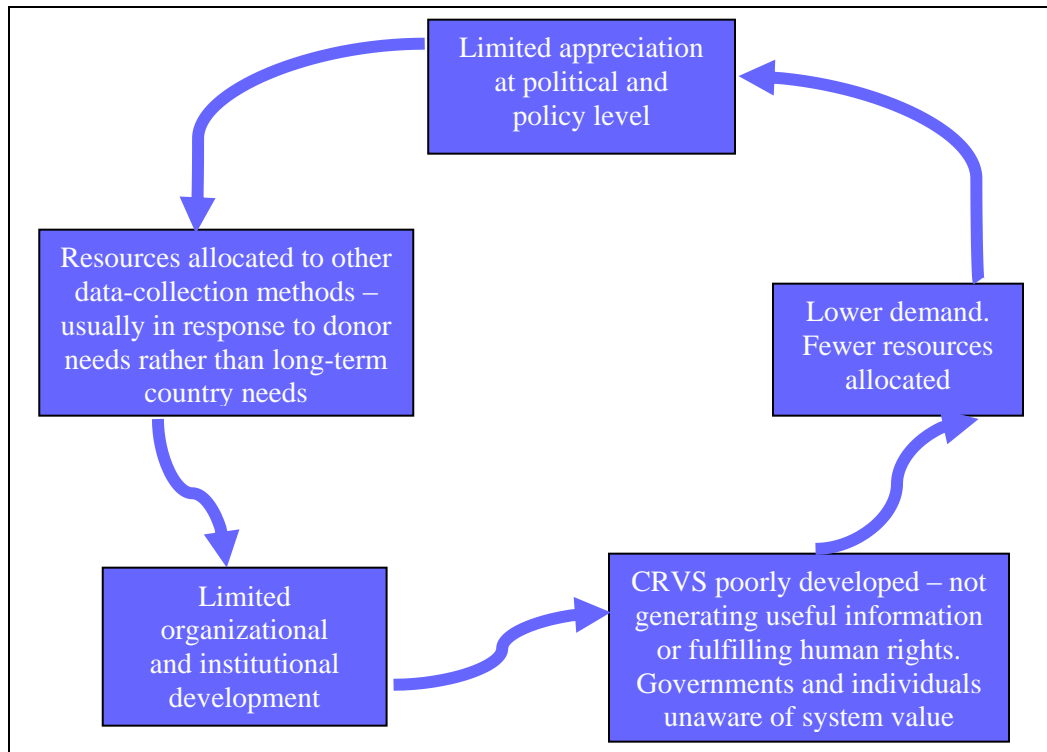 Limited appreciation
at political and
policy level
Resources allocated to other
data-collection methods –
usually in response to donor
needs rather than long-term
country needs
Lower demand.
Fewer resources
allocated
Limited
organizational
and institutional
development
CRVS poorly developed – not
generating useful information
or fulfilling human rights.
Governments and individuals
unaware of system value